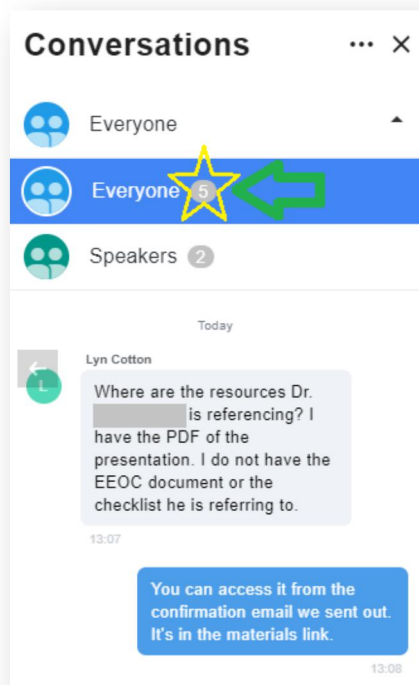 Conversations ... ×
Everyone
Everyone 5
Speakers 2
Today
Lyn Cotton
L
Where are the resources Dr.
is referencing? I
have the PDF of the
presentation. I do not have the
EEOC document or the
checklist he is referring to.
13:07
You can access it from the
confirmation email we sent out.
It's in the materials link.
13:08